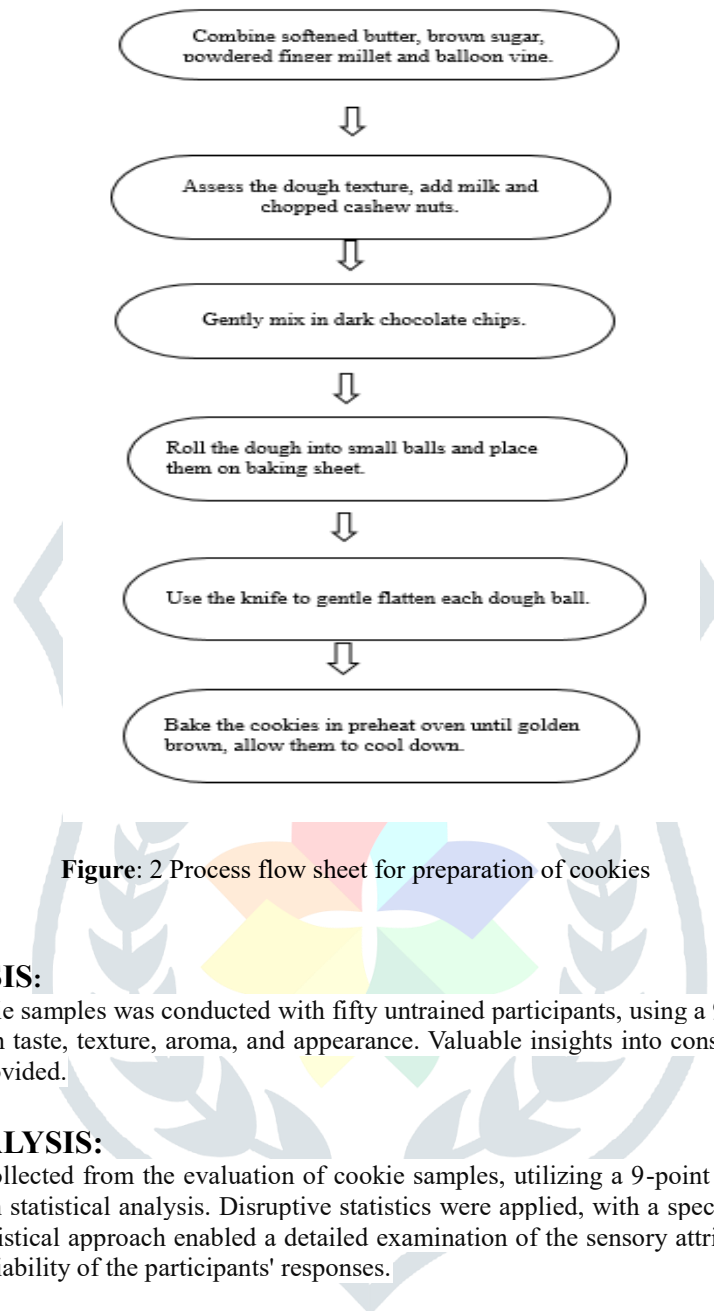 Combine softened butter, brown sugar,
powdered finger millet and balloon vine.
Assess the dough texture, add milk and
chopped cashew nuts.
Gently mix in dark chocolate chips.
Roll the dough into small balls and place
them on baking sheet.
Use the knife to gentle flatten each dough ball.
Bake the cookies in preheat oven until golden
brown, allow them to cool down.
Figure: 2 Process flow sheet for preparation of cookies
SIS:
e samples was conducted with fifty untrained participants, using a 9
n taste, texture, aroma, and appearance. Valuable insights into cons
ovided.
ALYSIS:
ollected from the evaluation of cookie samples, utilizing a 9-point
n statistical analysis. Disruptive statistics were applied, with a spec
istical approach enabled a detailed examination of the sensory attri
iability of the participants' responses.